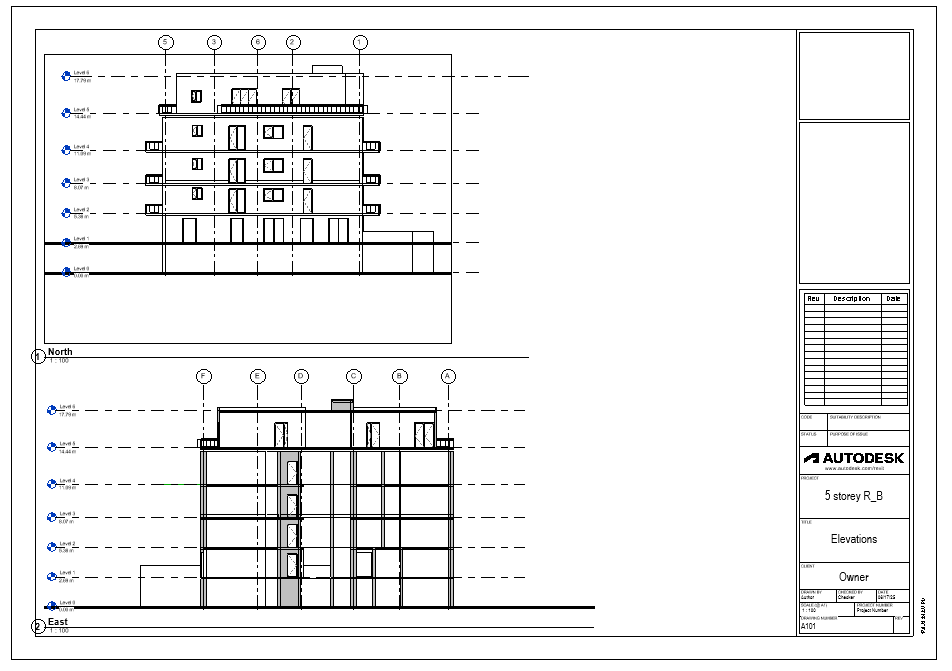 5 3 6 2 1
Level 6
17.79 m
Level 5
14.44 m
Level 4
11.09 m
Level 3
8.07 m
Level 2
5.38 m
Level 1
2.69 m
Level 0
0.00 m
1 North
1 : 100
F E D C B A
Level 6
17.79 m
Level 5
14.44 m
Level 4
11.09 m
Level 3
8.07 m
Level 2
5.38 m
Level 1
2.69 m
Level 0
0.00 m
2 East
1 : 100
Rev Description Date
CODE SUITABILITY DESCRIPTION
STATUS PURPOSE OF ISSUE
AUTODESK
www.autodesk.com/revit
PROJECT
5 storey R_B
TITLE
Elevations
CLIENT
Owner
DRAWN BY CHECKED BY DATE
Author Checker 06/17/25
SCALE (@ A1) PROJECT NUMBER
1 : 100 Project Number
DRAWING NUMBER REV
A101